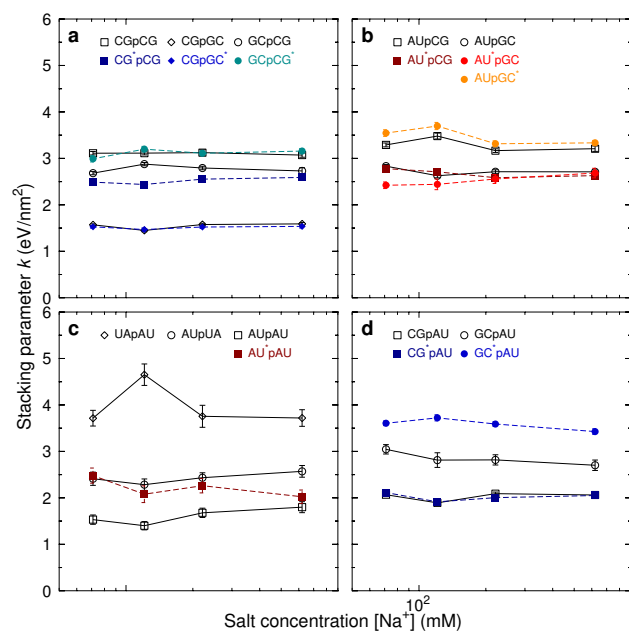 Stacking parameter k (eV/nm²)
6
5
4
3
2
1
0
a
CGpCG CGpGC GCpCG
CG*pCG CGpGC* GCpCG*
b
AUpCG AUpGC
AU*pCG AU*pGC
AUpGC*
6
5
4
3
2
1
0
c
UApAU AUpUA AUpAU
AU*pAU
d
CGpAU GCpAU
CG*pAU GC*pAU
10²
Salt concentration [Na⁺] (mM)